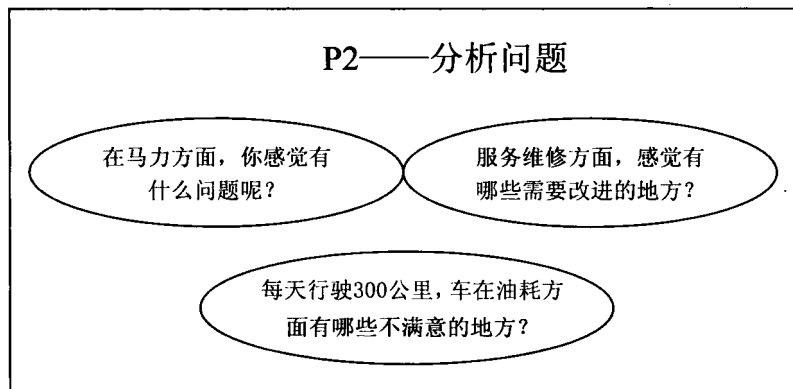 P2——分析问题
在马力方面，你感觉有
什么问题呢？
服务维修方面，感觉有
哪些需要改进的地方？
每天行驶300公里，车在油耗方
面有哪些不满意的地方？